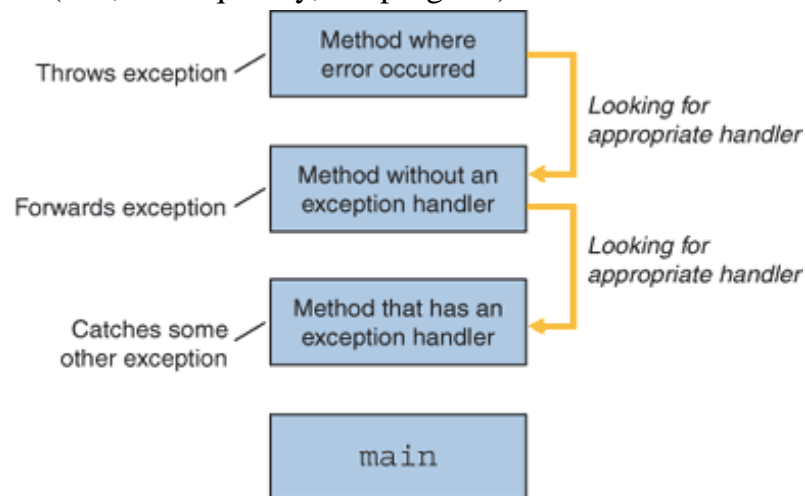 Method where
error occurred
Throws exception
Looking for
appropriate handler
Method without an
exception handler
Forwards exception
Looking for
appropriate handler
Method that has an
exception handler
Catches some
other exception
main